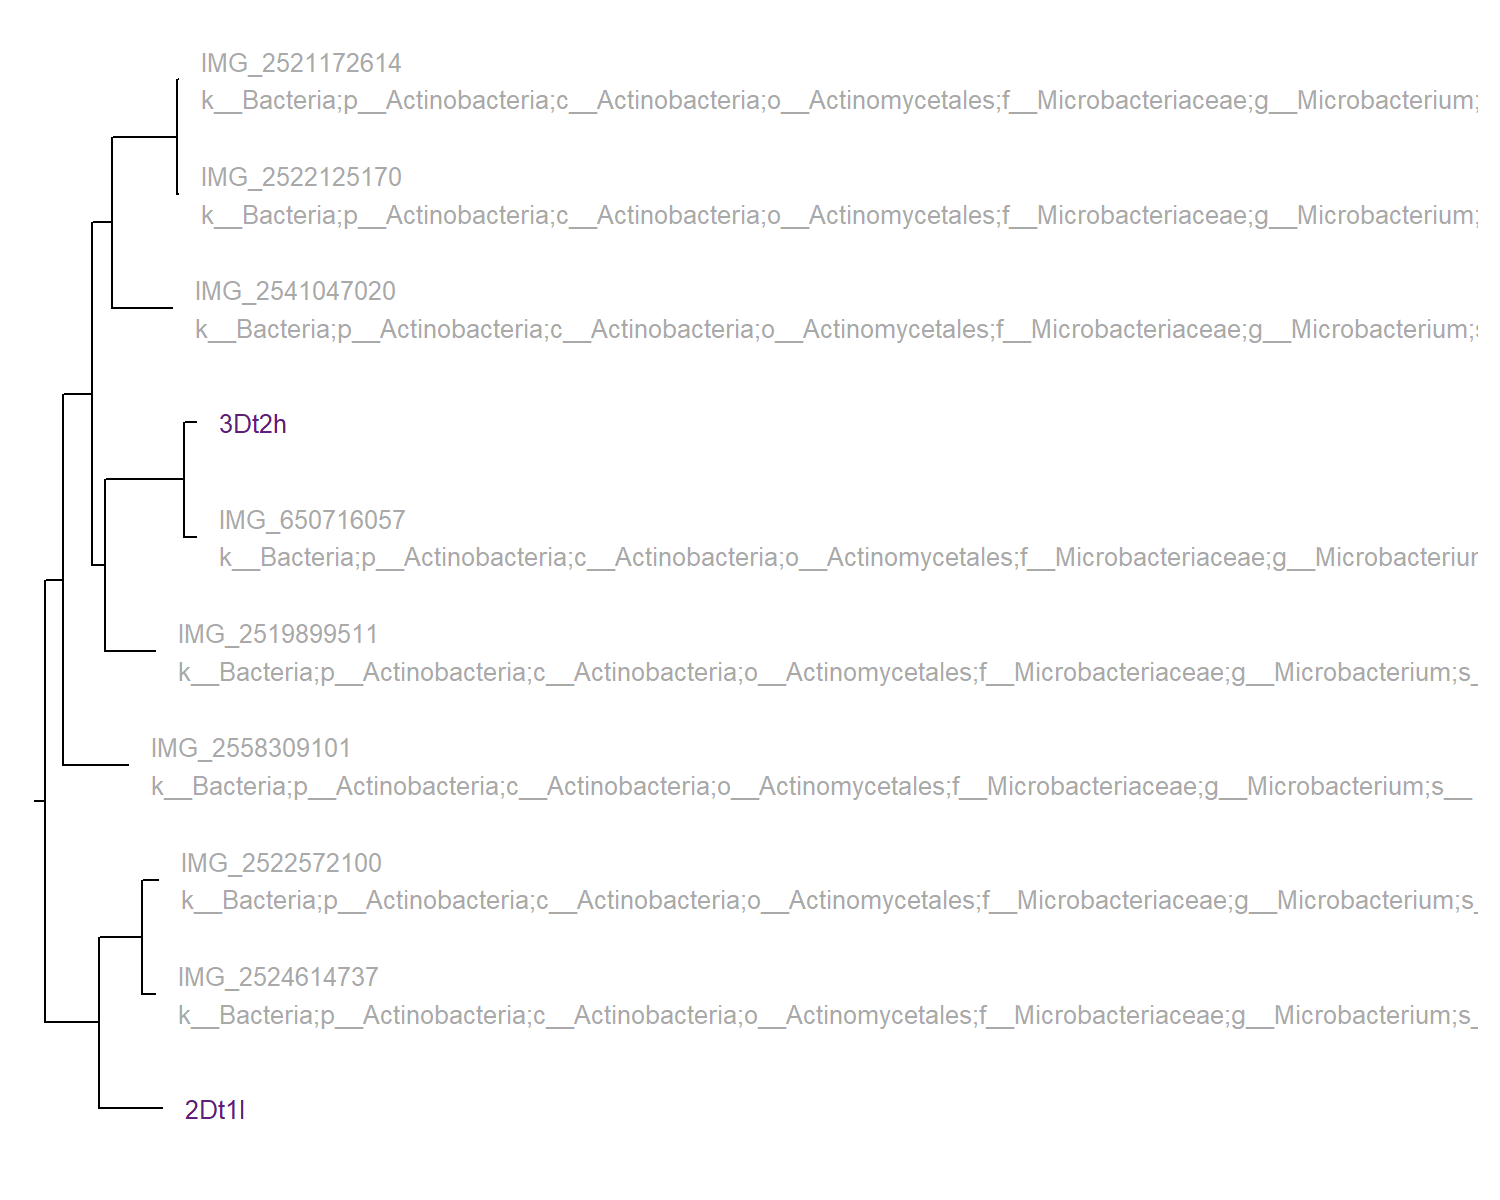 IMG_2521172614
k__Bacteria;p__Actinobacteria;c__Actinobacteria;o__Actinomycetales;f__Microbacteriaceae;g__Microbacterium;
IMG_2522125170
k__Bacteria;p__Actinobacteria;c__Actinobacteria;o__Actinomycetales;f__Microbacteriaceae;g__Microbacterium;
IMG_2541047020
k__Bacteria;p__Actinobacteria;c__Actinobacteria;o__Actinomycetales;f__Microbacteriaceae;g__Microbacterium;
3Dt2h
IMG_650716057
k__Bacteria;p__Actinobacteria;c__Actinobacteria;o__Actinomycetales;f__Microbacteriaceae;g__Microbacteriu
IMG_2519899511
k__Bacteria;p__Actinobacteria;c__Actinobacteria;o__Actinomycetales;f__Microbacteriaceae;g__Microbacterium;s_
IMG_2558309101
k__Bacteria;p__Actinobacteria;c__Actinobacteria;o__Actinomycetales;f__Microbacteriaceae;g__Microbacterium;s__
IMG_2522572100
k__Bacteria;p__Actinobacteria;c__Actinobacteria;o__Actinomycetales;f__Microbacteriaceae;g__Microbacterium;s_
IMG_2524614737
k__Bacteria;p__Actinobacteria;c__Actinobacteria;o__Actinomycetales;f__Microbacteriaceae;g__Microbacterium;s_
2Dt1l